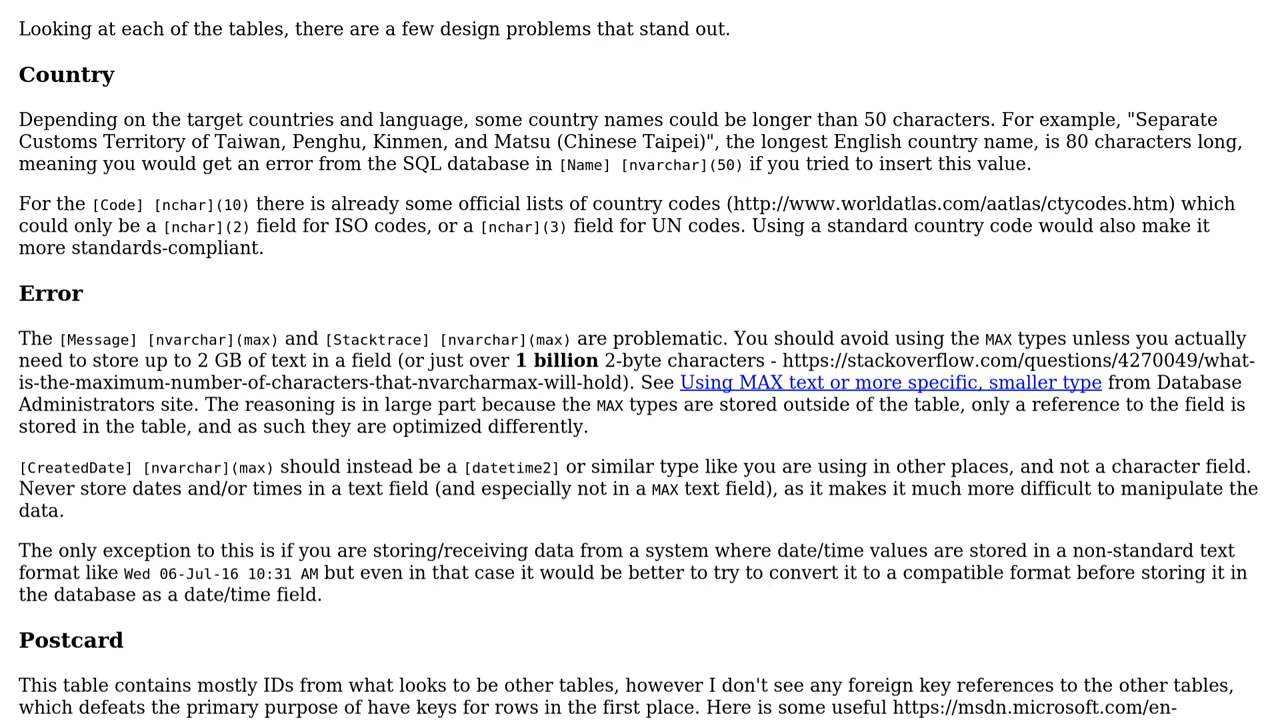 Looking at each of the tables, there are a few design problems that stand out.
Country
Depending on the target countries and language, some country names could be longer than 50 characters. For example, "Separate
Customs Territory of Taiwan, Penghu, Kinmen, and Matsu (Chinese Taipei)", the longest English country name, is 80 characters long,
meaning you would get an error from the SQL database in [Name] [nvarchar](50) if you tried to insert this value.
For the [Code] [nchar](10) there is already some official lists of country codes (http://www.worldatlas.com/aatlas/ctycodes.htm) which
could only be a [nchar](2) field for ISO codes, or a [nchar](3) field for UN codes. Using a standard country code would also make it
more standards-compliant.
Error
The [Message] [nvarchar](max) and [Stacktrace] [nvarchar](max) are problematic. You should avoid using the MAX types unless you actually
need to store up to 2 GB of text in a field (or just over 1 billion 2-byte characters - https://stackoverflow.com/questions/4270049/what-
is-the-maximum-number-of-characters-that-nvarcharmax-will-hold). See Using MAX text or more specific, smaller type from Database
Administrators site. The reasoning is in large part because the MAX types are stored outside of the table, only a reference to the field is
stored in the table, and as such they are optimized differently.
[CreatedDate] [nvarchar](max) should instead be a [datetime2] or similar type like you are using in other places, and not a character field.
Never store dates and/or times in a text field (and especially not in a MAX text field), as it makes it much more difficult to manipulate the
data.
The only exception to this is if you are storing/receiving data from a system where date/time values are stored in a non-standard text
format like Wed 06-Jul-16 10:31 AM but even in that case it would be better to try to convert it to a compatible format before storing it in
the database as a date/time field.
Postcard
This table contains mostly IDs from what looks to be other tables, however I don't see any foreign key references to the other tables,
which defeats the primary purpose of have keys for rows in the first place. Here is some useful https://msdn.microsoft.com/en-